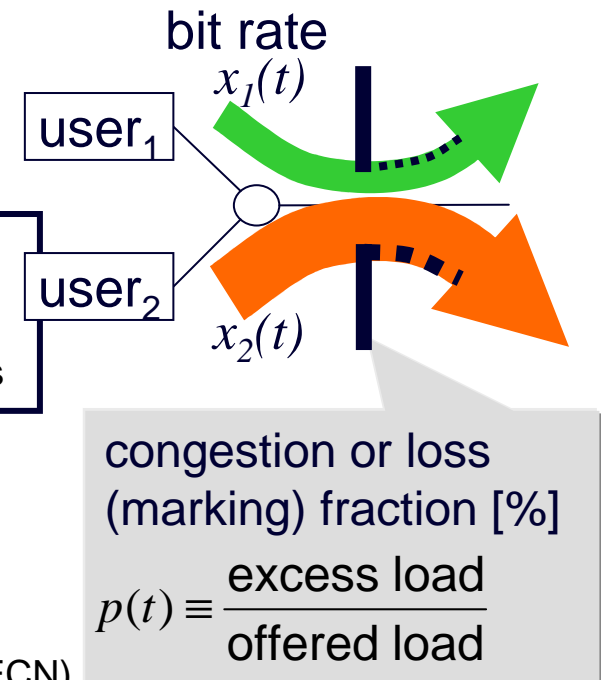 bit rate
x₁(t)
user₁
user₂
x₂(t)
s
congestion or loss
(marking) fraction [%]
p(t) ≡ excess load
offered load
ECN)